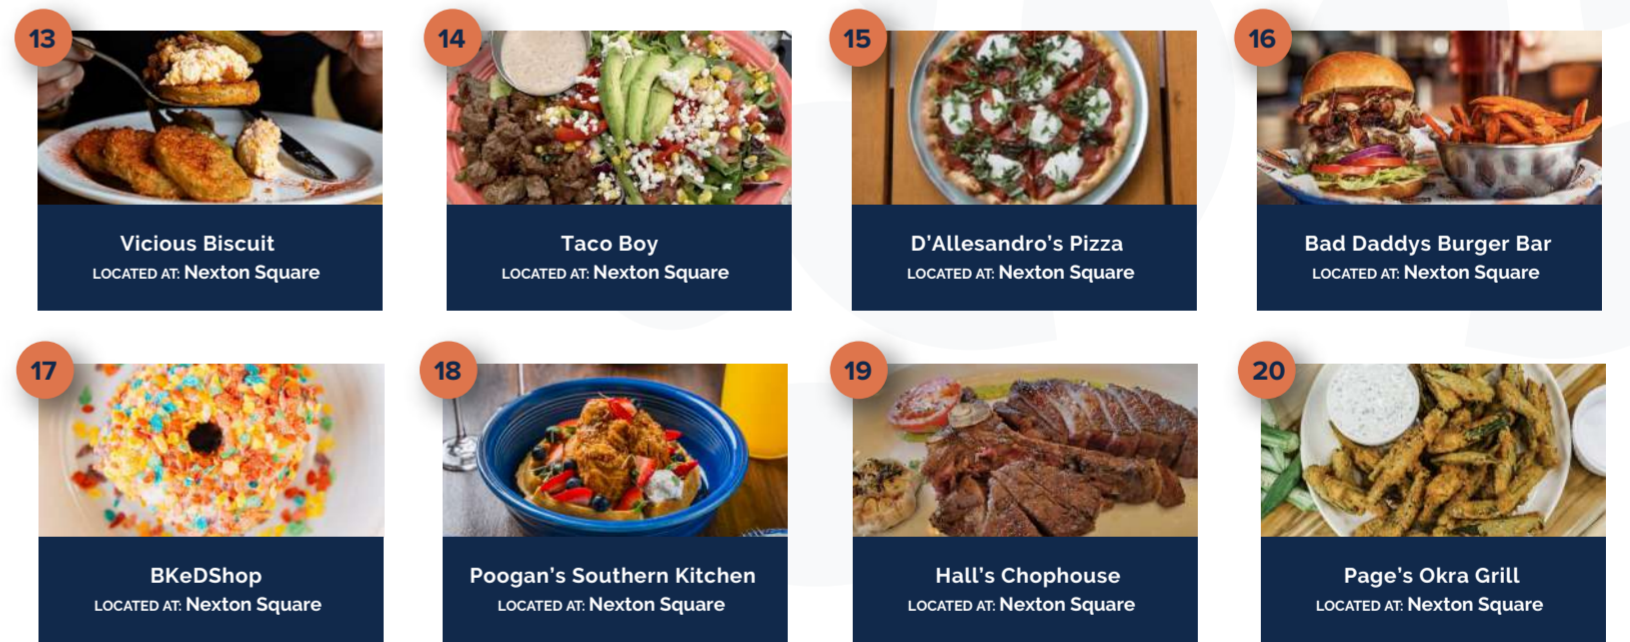 13
Vicious Biscuit
LOCATED AT: Nexton Square
14
Taco Boy
LOCATED AT: Nexton Square
15
D'Allesandro's Pizza
LOCATED AT: Nexton Square
16
Bad Daddys Burger Bar
LOCATED AT: Nexton Square
17
BKeDShop
LOCATED AT: Nexton Square
18
Poogan's Southern Kitchen
LOCATED AT: Nexton Square
19
Hall's Chophouse
LOCATED AT: Nexton Square
20
Page's Okra Grill
LOCATED AT: Nexton Square